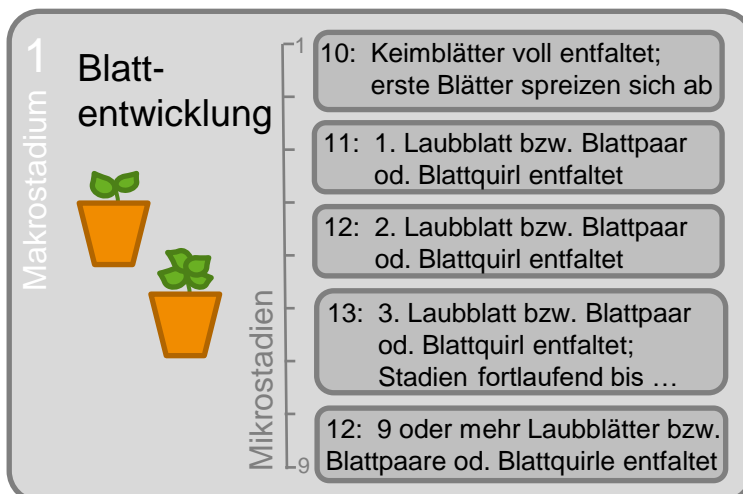 Makrostadium 1
Blatt-
entwicklung
Mikrostadien
1
9
10: Keimblätter voll entfaltet;
erste Blätter spreizen sich ab
11: 1. Laubblatt bzw. Blattpaar
od. Blattquirl entfaltet
12: 2. Laubblatt bzw. Blattpaar
od. Blattquirl entfaltet
13: 3. Laubblatt bzw. Blattpaar
od. Blattquirl entfaltet;
Stadien fortlaufend bis …
12: 9 oder mehr Laubblätter bzw.
Blattpaare od. Blattquirle entfaltet